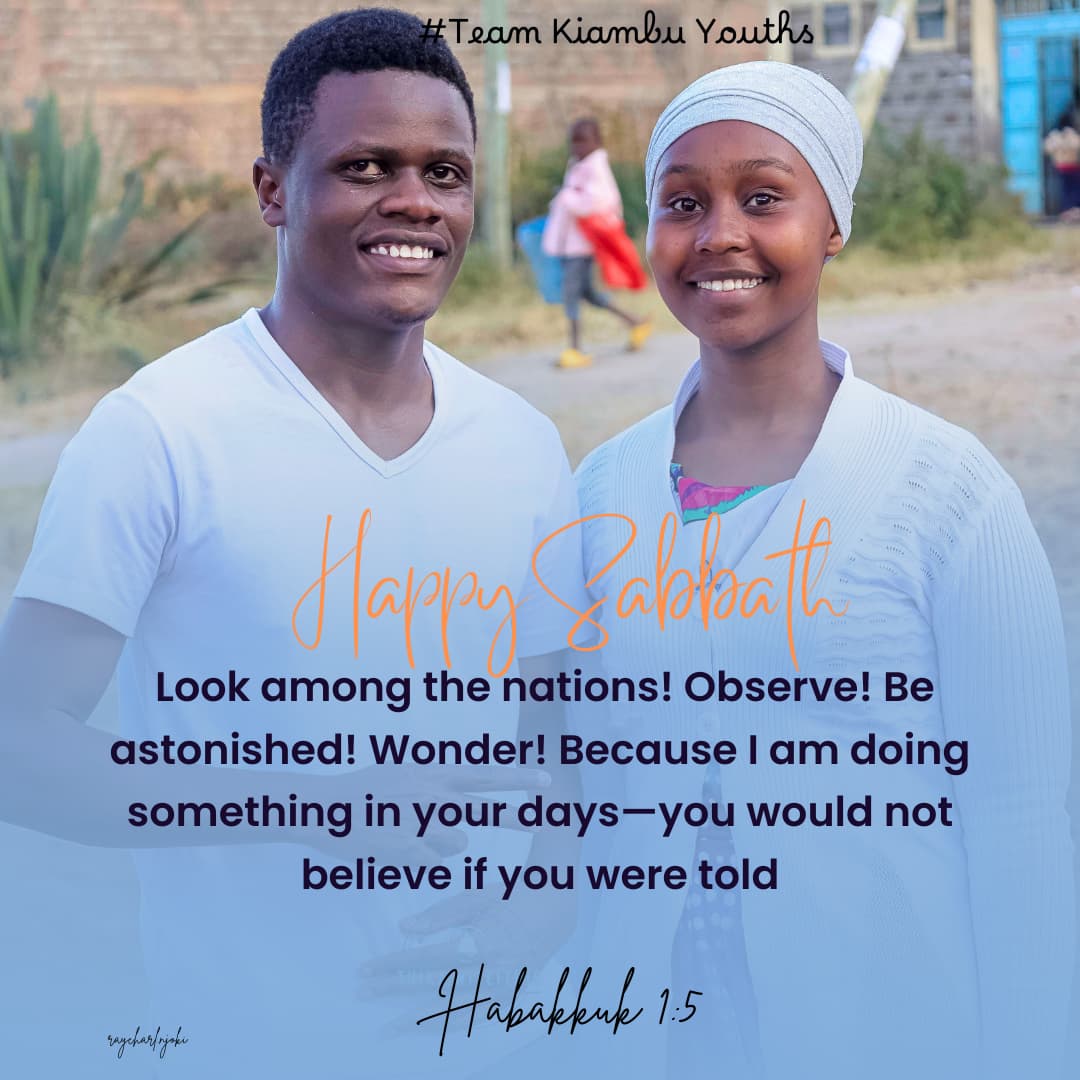 #Team Kiambu Youths
Happy Sabbath
Look among the nations! Observe! Be
astonished! Wonder! Because I am doing
something in your days—you would not
believe if you were told
Habakkuk 1:5